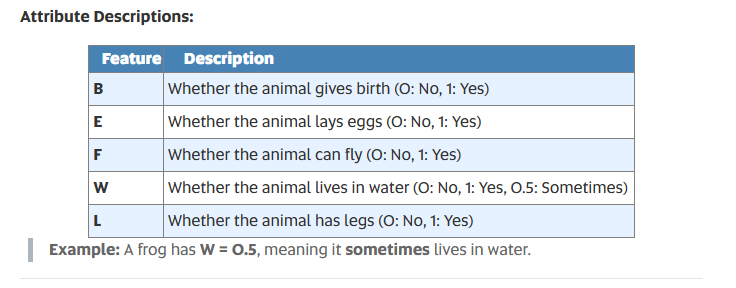 Attribute Descriptions:
Feature Description
B Whether the animal gives birth (0: No, 1: Yes)
E Whether the animal lays eggs (0: No, 1: Yes)
F Whether the animal can fly (0: No, 1: Yes)
W Whether the animal lives in water (0: No, 1: Yes, 0.5: Sometimes)
L Whether the animal has legs (0: No, 1: Yes)
Example: A frog has W = 0.5, meaning it sometimes lives in water.